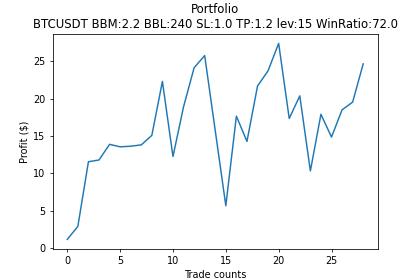 Portfolio
BTCUSDT BBM:2.2 BBL:240 SL:1.0 TP:1.2 lev:15 WinRatio:72.0
25
20
15
10
5
0
Profit ($)
0 5 10 15 20 25
Trade counts